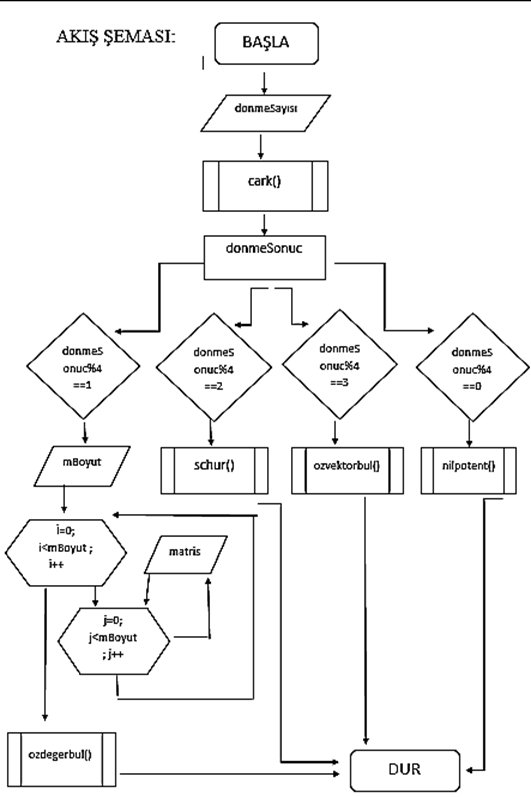 AKIŞ ŞEMASI:
BAŞLA
donmeSayısı
cark()
donmeSonuc
donmeS
onuc%4
==1
donmeS
onuc%4
==2
donmeS
onuc%4
==3
donmeS
onuc%4
==0
mBoyut
schur()
ozvektorbul()
nilpotent()
i=0;
i<mBoyut ;
i++
matris
j=0;
j<mBoyut
; j++
ozdegerbul()
DUR